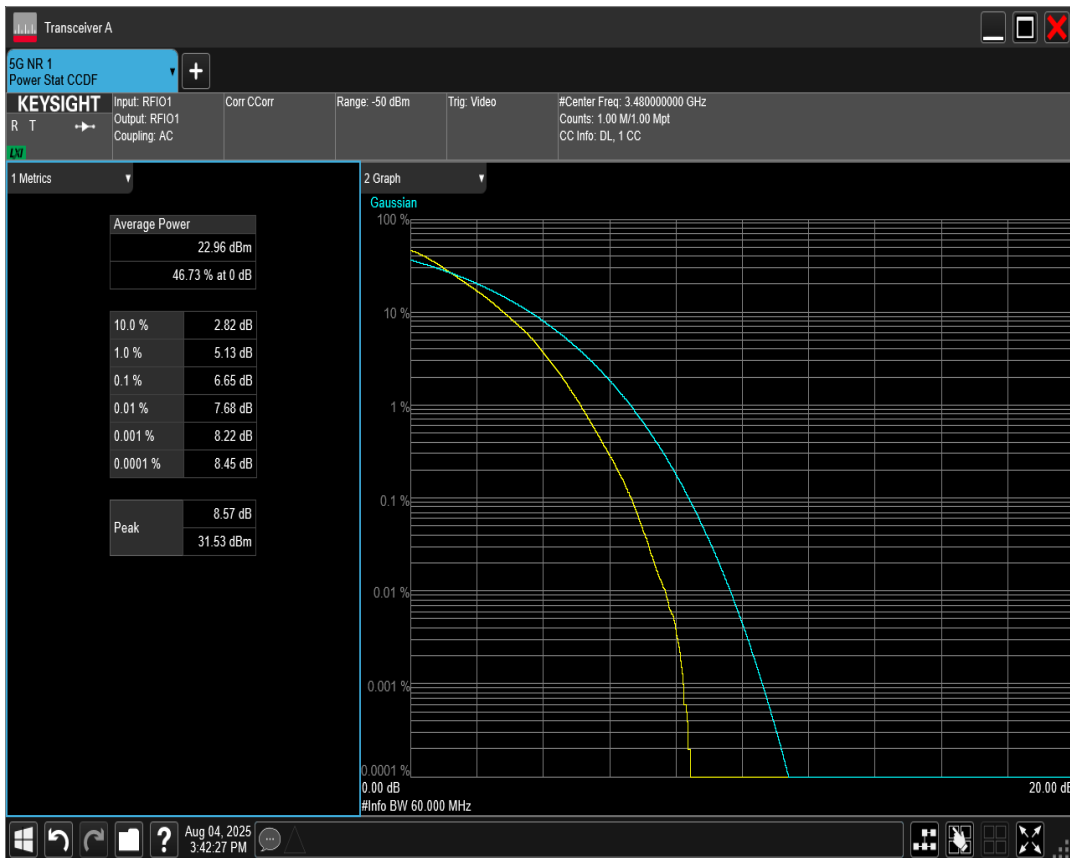 Transceiver A
5G NR 1
Power Stat CCDF
KEYSIGHT
R T
LXI
Input: RFIO1
Output: RFIO1
Coupling: AC
Corr CCorr
Range: -50 dBm
Trig: Video
#Center Freq: 3.480000000 GHz
Counts: 1.00 M/1.00 Mpt
CC Info: DL, 1 CC
1 Metrics
Average Power
22.96 dBm
46.73 % at 0 dB
10.0 % 2.82 dB
1.0 % 5.13 dB
0.1 % 6.65 dB
0.01 % 7.68 dB
0.001 % 8.22 dB
0.0001 % 8.45 dB
Peak
8.57 dB
31.53 dBm
2 Graph
Gaussian
100 %
10 %
1 %
0.1 %
0.01 %
0.001 %
0.0001 %
0.00 dB 20.00 dB
#Info BW 60.000 MHz
Aug 04, 2025
3:42:27 PM